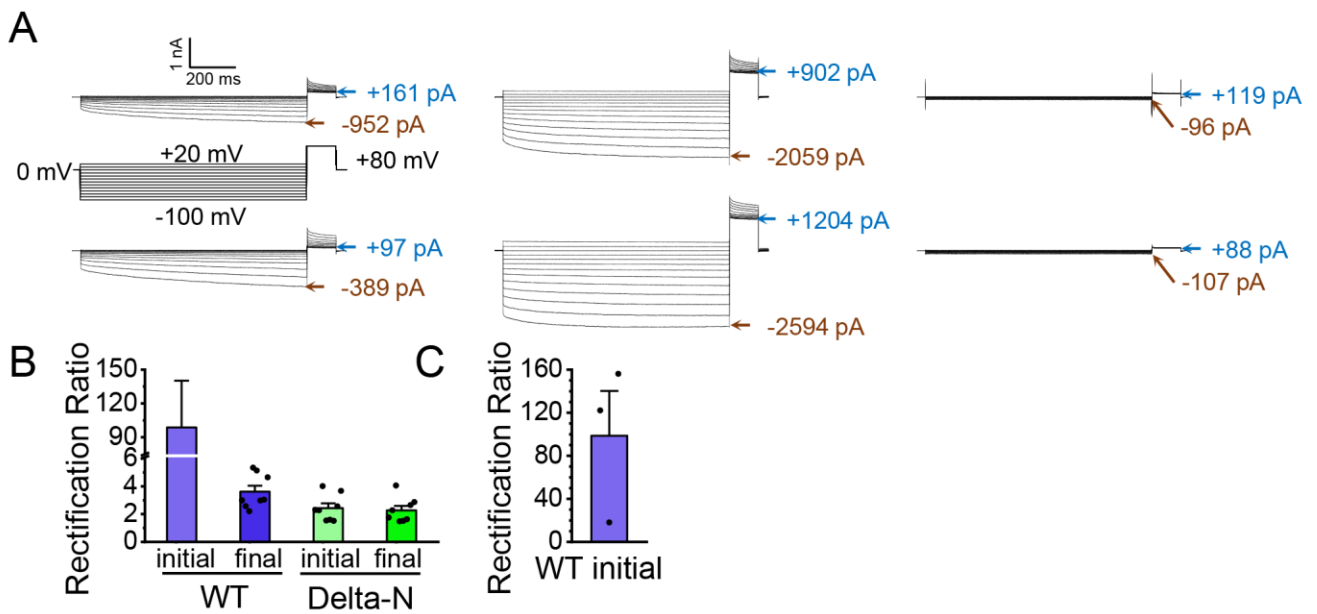 A
1 nA
200 ms
+161 pA
-952 pA
+20 mV
0 mV
+80 mV
-100 mV
+97 pA
-389 pA
+902 pA
-2059 pA
+1204 pA
-2594 pA
+119 pA
-96 pA
+88 pA
-107 pA
B
Rectification Ratio
150
120
90
6
4
2
0
initial final initial final
WT Delta-N
C
Rectification Ratio
160
120
80
40
0
WT initial